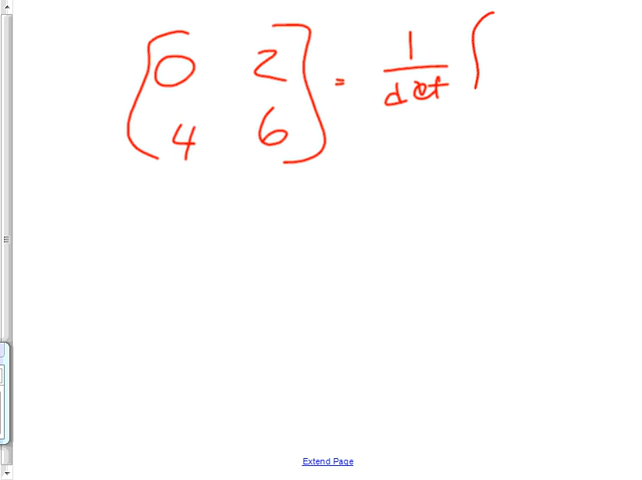 [0 2
4 6] = 1/det [
Extend Page